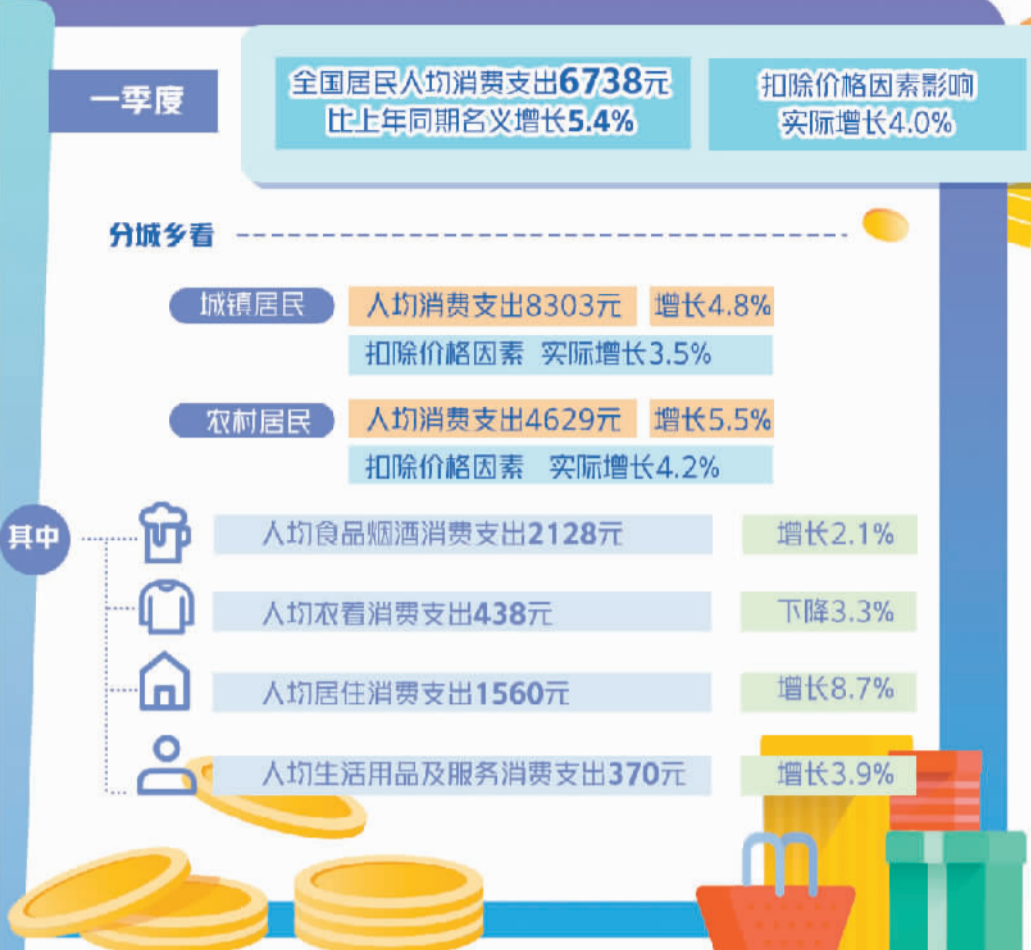 一季度
全国居民人均消费支出6738元
比上年同期名义增长5.4%
扣除价格因素影响
实际增长4.0%
分城乡看
城镇居民
人均消费支出8303元 增长4.8%
扣除价格因素 实际增长3.5%
农村居民
人均消费支出4629元 增长5.5%
扣除价格因素 实际增长4.2%
其中
人均食品烟酒消费支出2128元 增长2.1%
人均衣着消费支出438元 下降3.3%
人均居住消费支出1560元 增长8.7%
人均生活用品及服务消费支出370元 增长3.9%